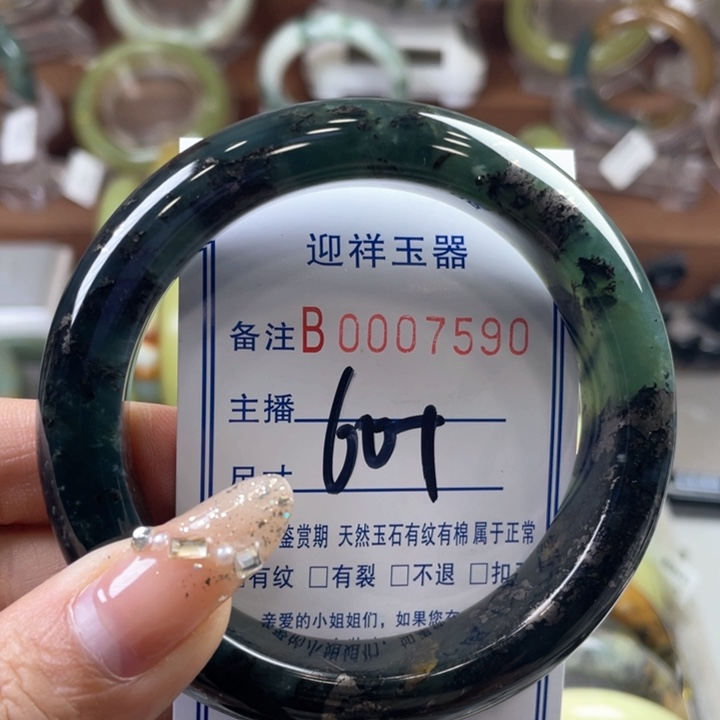 迎祥玉器
备注B0007590
主播
601
尺寸
鉴赏期 天然玉石有纹有棉属于正常
有纹 □有裂 □不退 □扣
亲爱的小姐姐们，如果您在